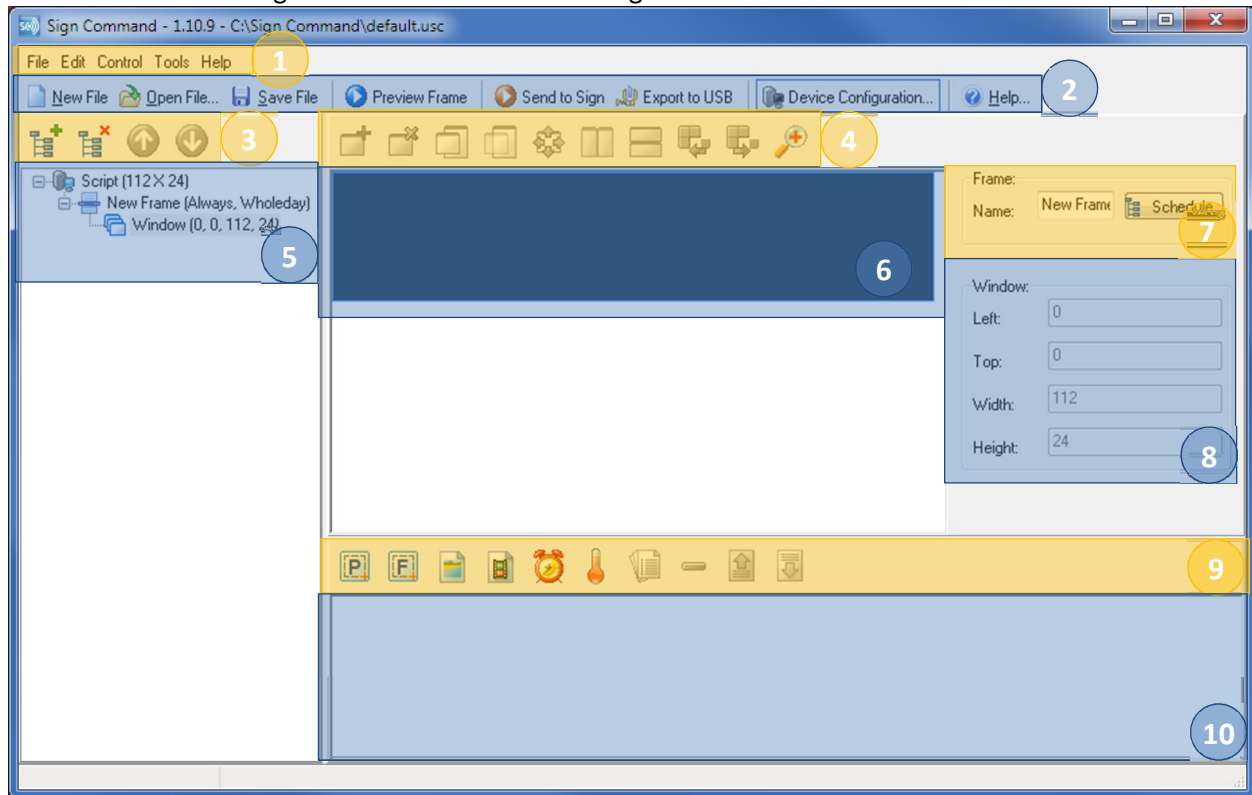 Sign Command - 1.10.9 - C:\Sign Command\default.usc
File Edit Control Tools Help 1
New File Open File... Save File Preview Frame Send to Sign Export to USB Device Configuration... Help... 2
3 4
Script (112 X 24)
New Frame (Always, Wholeday)
Window (0, 0, 112, 24)
5
6
Frame:
Name: New Frame Schedule...
7
Window:
Left: 0
Top: 0
Width: 112
Height: 24
8
P F 9
10